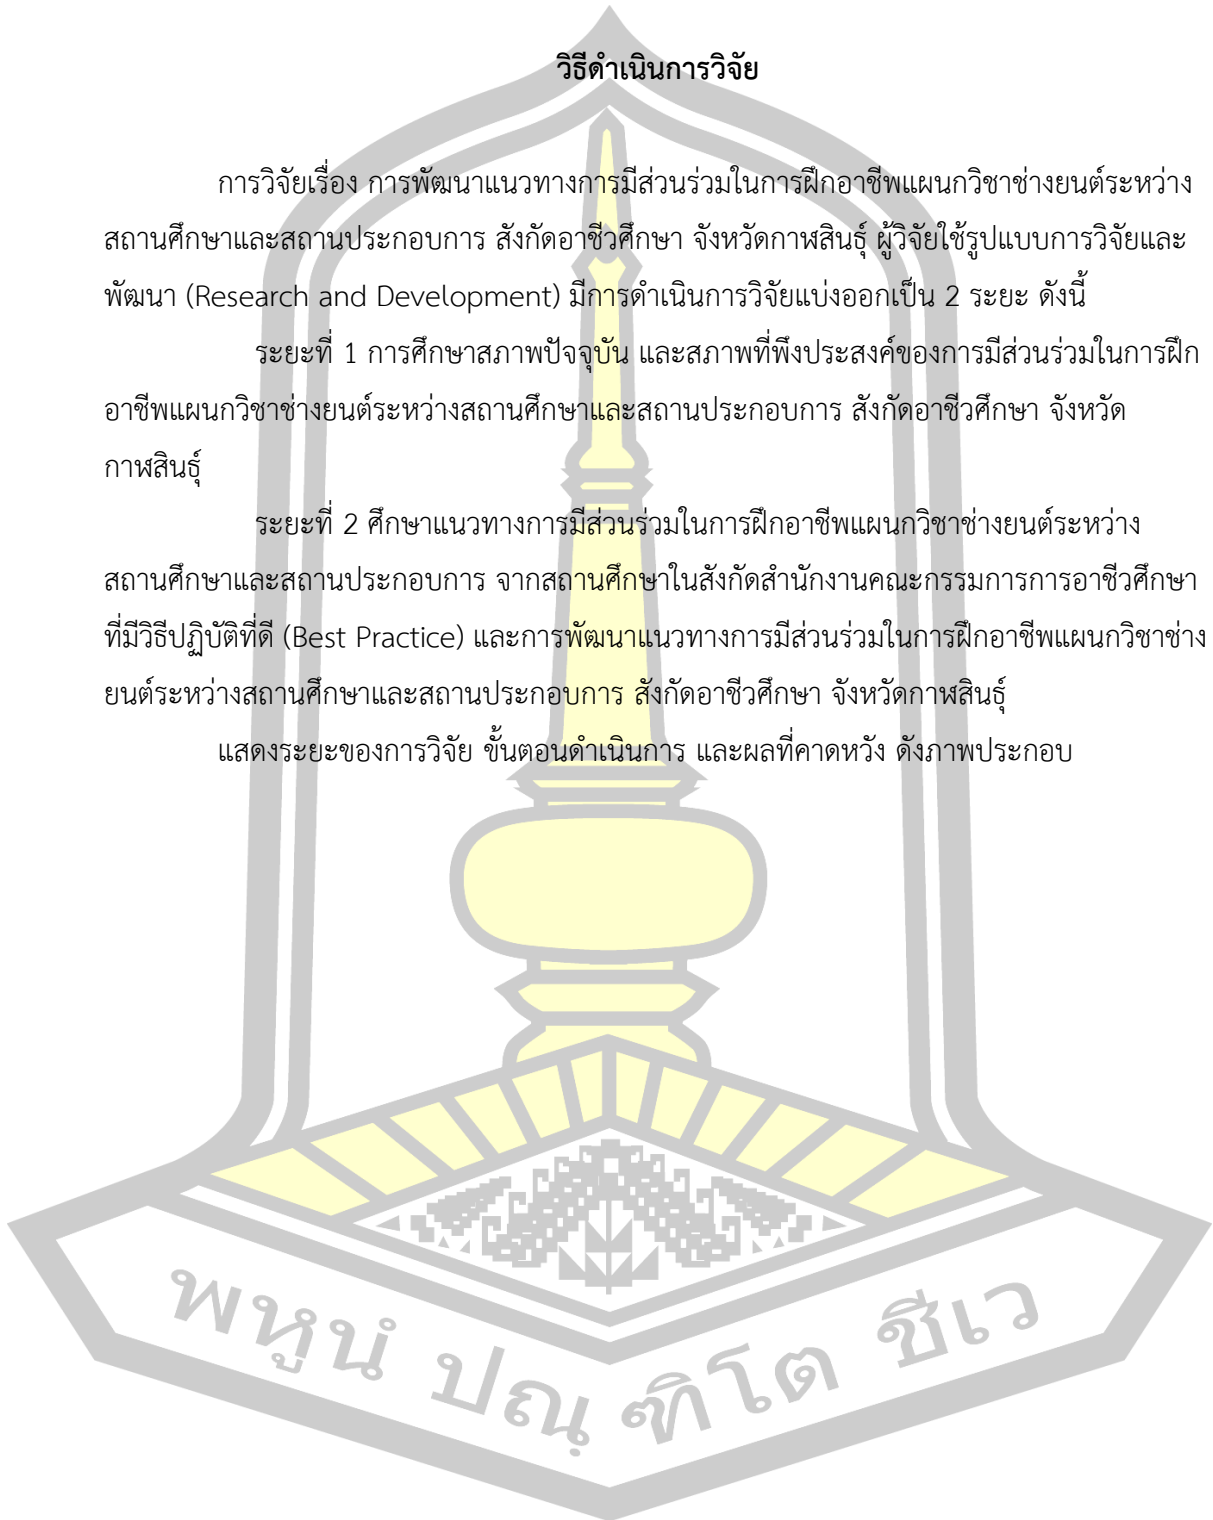 วิธีดำเนินการวิจัย
การวิจัยเรื่อง การพัฒนาแนวทางการมีส่วนร่วมในการฝึกอาชีพแผนกวิชาช่างยนต์ระหว่าง
สถานศึกษาและสถานประกอบการ สังกัดอาชีวศึกษา จังหวัดกาฬสินธุ์ ผู้วิจัยใช้รูปแบบการวิจัยและ
พัฒนา (Research and Development) มีการดำเนินการวิจัยแบ่งออกเป็น 2 ระยะ ดังนี้
ระยะที่ 1 การศึกษาสภาพปัจจุบัน และสภาพที่พึงประสงค์ของการมีส่วนร่วมในการฝึก
อาชีพแผนกวิชาช่างยนต์ระหว่างสถานศึกษาและสถานประกอบการ สังกัดอาชีวศึกษา จังหวัด
กาฬสินธุ์
ระยะที่ 2 ศึกษาแนวทางการมีส่วนร่วมในการฝึกอาชีพแผนกวิชาช่างยนต์ระหว่าง
สถานศึกษาและสถานประกอบการ จากสถานศึกษาในสังกัดสำนักงานคณะกรรมการการอาชีวศึกษา
ที่มีวิธีปฏิบัติที่ดี (Best Practice) และการพัฒนาแนวทางการมีส่วนร่วมในการฝึกอาชีพแผนกวิชาช่าง
ยนต์ระหว่างสถานศึกษาและสถานประกอบการ สังกัดอาชีวศึกษา จังหวัดกาฬสินธุ์
แสดงระยะของการวิจัย ขั้นตอนดำเนินการ และผลที่คาดหวัง ดังภาพประกอบ
พหูนํ ปณฺ ฑิโต ชีเว